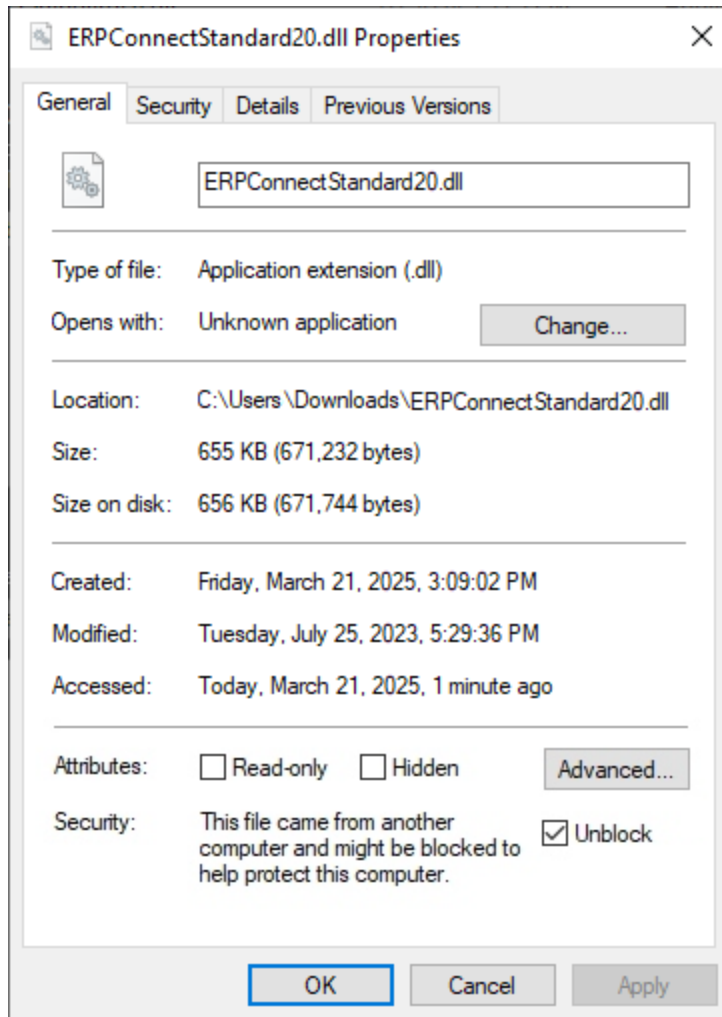 ERPConnectStandard20.dll Properties
General Security Details Previous Versions
ERPConnectStandard20.dll
Type of file: Application extension (.dll)
Opens with: Unknown application Change...
Location: C:\Users\Downloads\ERPConnectStandard20.dll
Size: 655 KB (671,232 bytes)
Size on disk: 656 KB (671,744 bytes)
Created: Friday, March 21, 2025, 3:09:02 PM
Modified: Tuesday, July 25, 2023, 5:29:36 PM
Accessed: Today, March 21, 2025, 1 minute ago
Attributes: Read-only Hidden Advanced...
Security: This file came from another
computer and might be blocked to
help protect this computer.
Unblock
OK Cancel Apply